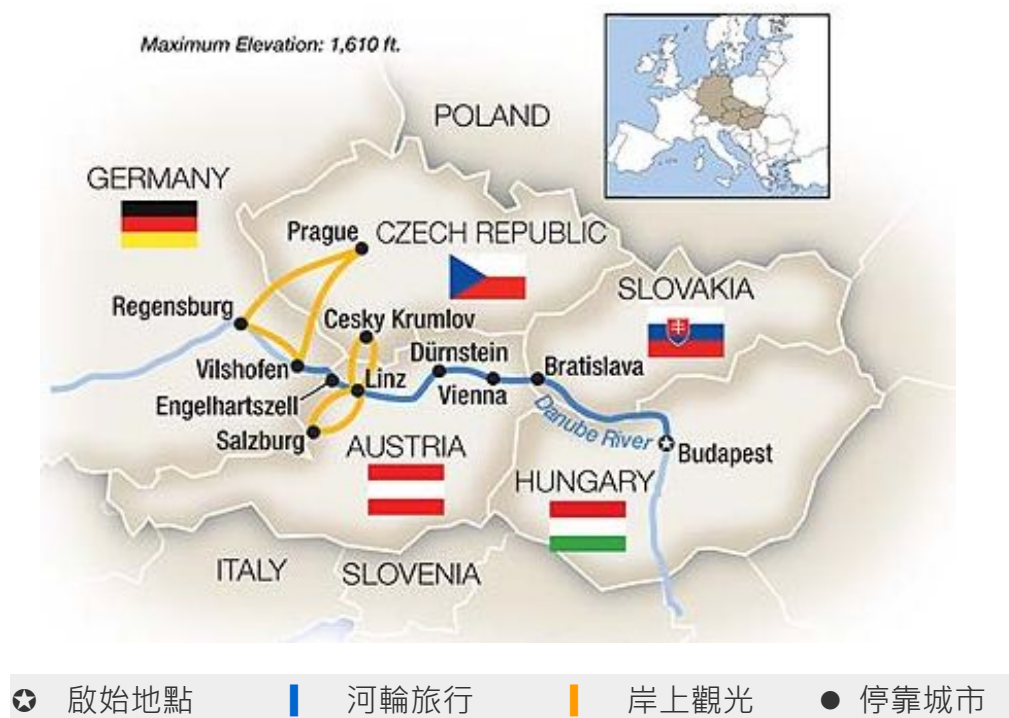 Maximum Elevation: 1,610 ft.
POLAND
GERMANY
Prague
CZECH REPUBLIC
SLOVAKIA
Regensburg
Cesky Krumlov
Dürnstein
Bratislava
Vilshofen
Linz
Vienna
Engelhartszell
Danube River
Salzburg
AUSTRIA
Budapest
HUNGARY
ITALY
SLOVENIA
✪ 啟始地點 河輪旅行 岸上觀光 ● 停靠城市